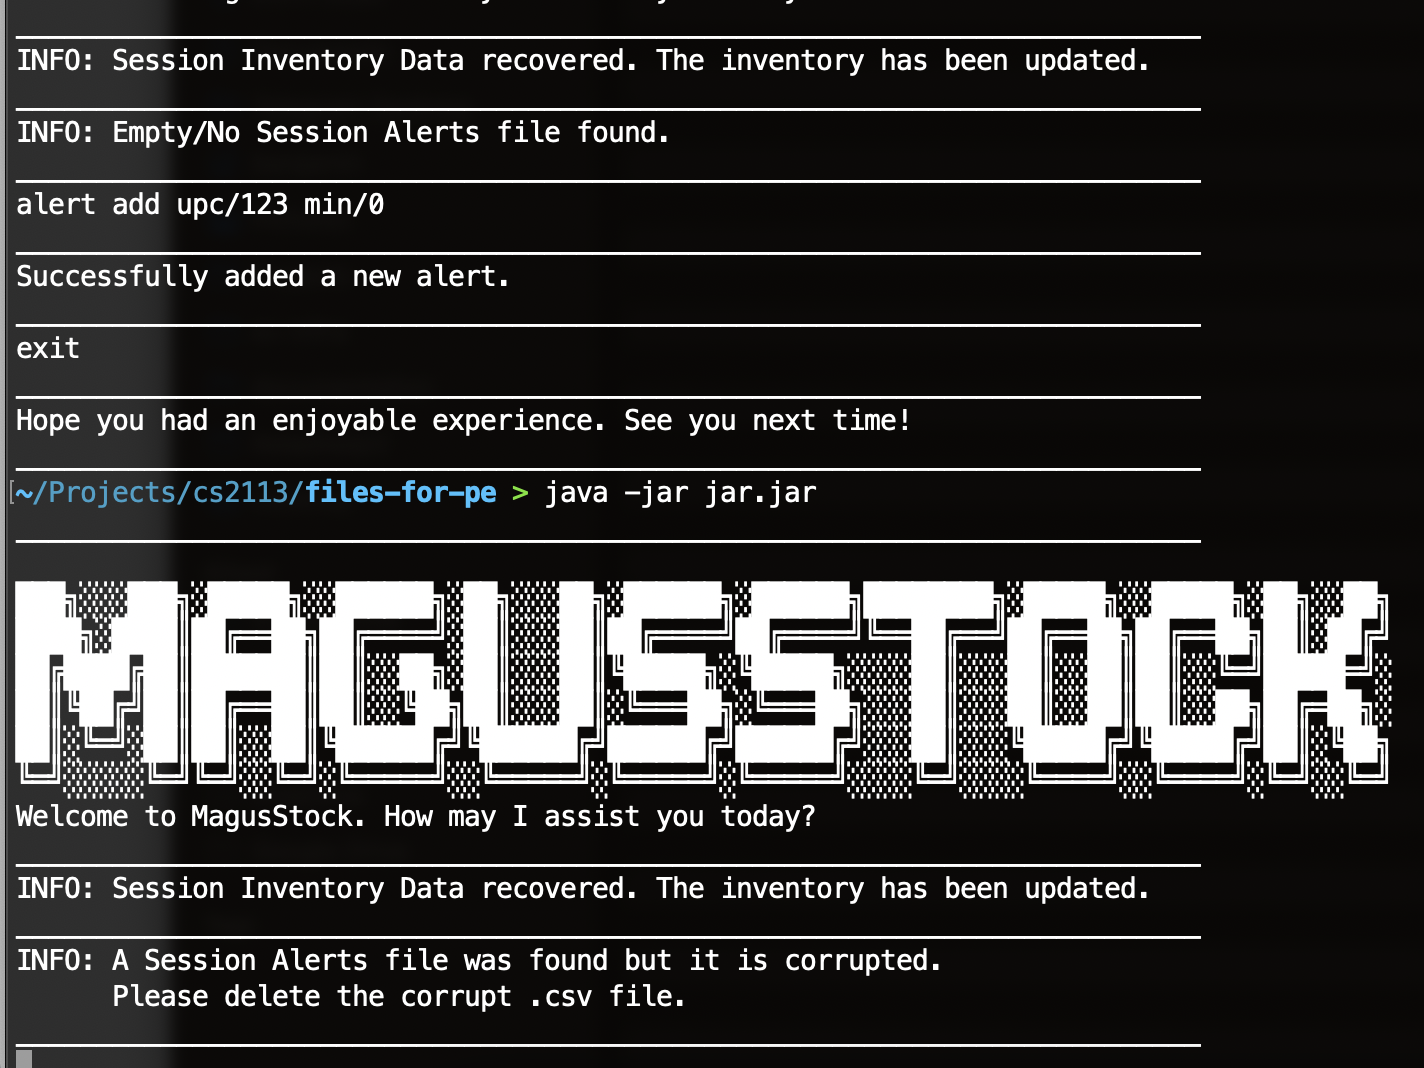 INFO: Session Inventory Data recovered. The inventory has been updated.
INFO: Empty/No Session Alerts file found.
alert add upc/123 min/0
Successfully added a new alert.
exit
Hope you had an enjoyable experience. See you next time!
[~/Projects/cs2113/files-for-pe > java -jar jar.jar
MAGUSSTOCK
Welcome to MagusStock. How may I assist you today?
INFO: Session Inventory Data recovered. The inventory has been updated.
INFO: A Session Alerts file was found but it is corrupted.
Please delete the corrupt .csv file.